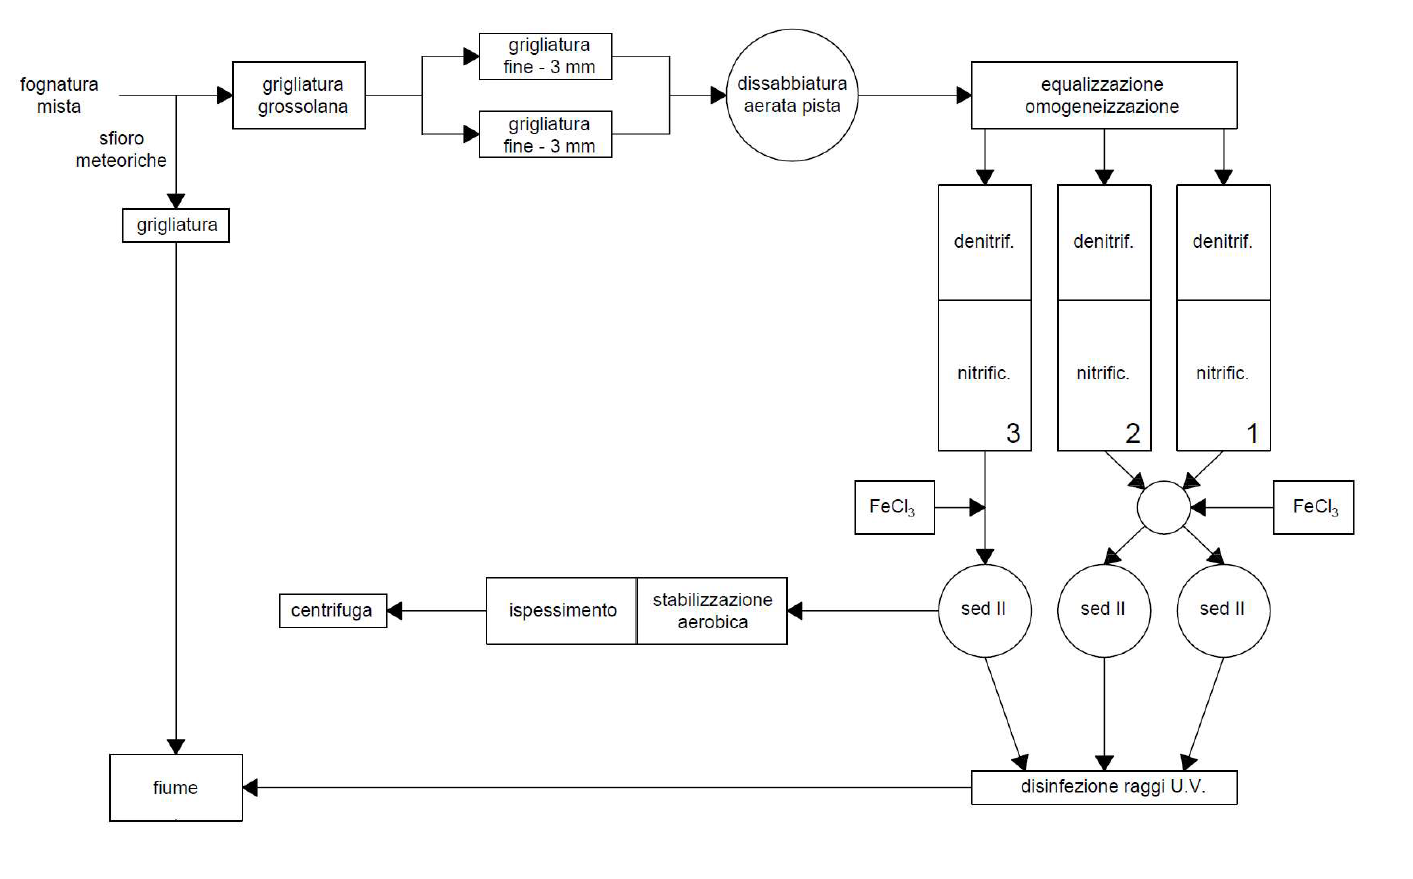 fognatura
mista
sfioro
meteoriche
grigliatura
grigliatura
grossolana
grigliatura
fine - 3 mm
grigliatura
fine - 3 mm
dissabbiatura
aerata pista
equalizzazione
omogeneizzazione
denitrif.
denitrif.
denitrif.
nitrific.
nitrific.
nitrific.
3
2
1
FeCl₃
FeCl₃
centrifuga
ispessimento
stabilizzazione
aerobica
sed II
sed II
sed II
fiume
disinfezione raggi U.V.